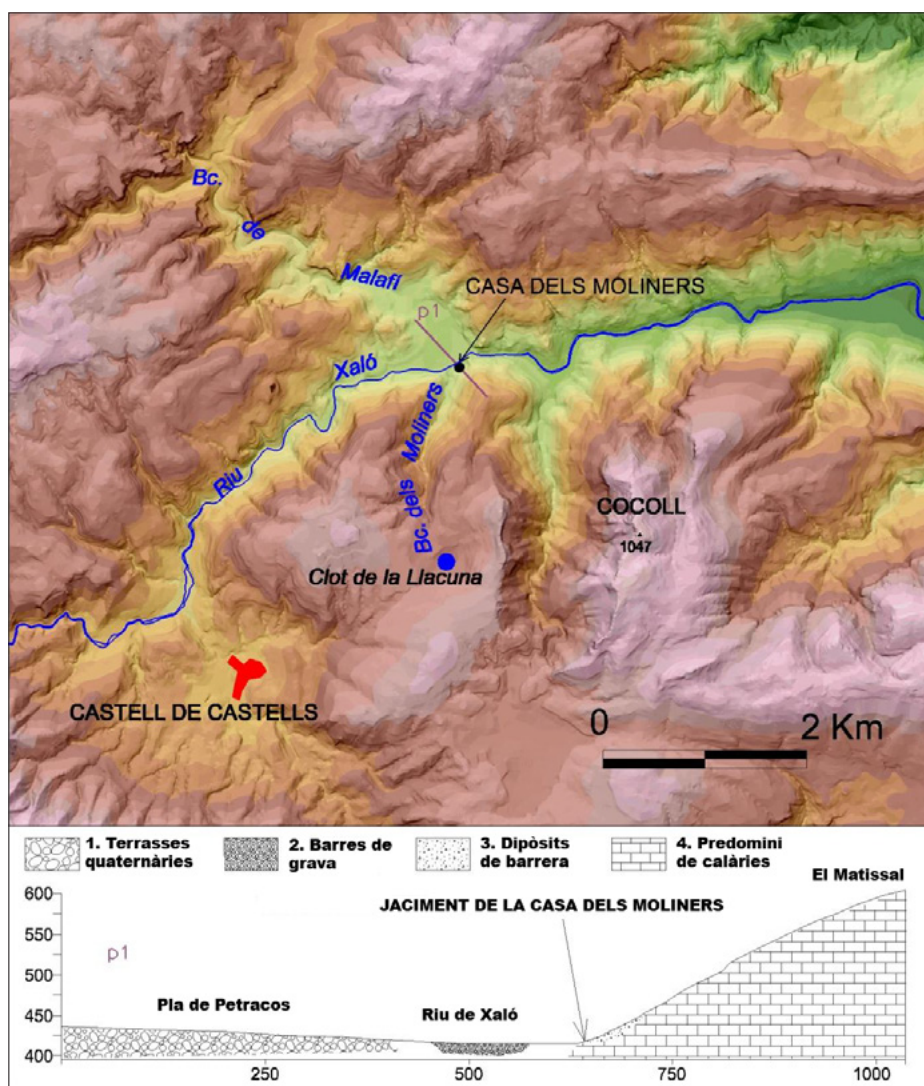 Bc.
de
Malafí
CASA DELS MOLINERS
p1
Xaló
Riu
Bc. dels Moliners
COCOLL
1047
Clot de la Llacuna
CASTELL DE CASTELLS
0 2 Km
1. Terrasses
quaternàries
2. Barres de
grava
3. Dipòsits
de barrera
4. Predomini
de calàries
El Matissal
JACIMENT DE LA CASA DELS MOLINERS
600
550
500
450
400
p1
Pla de Petracos
Riu de Xaló
250 500 750 1000